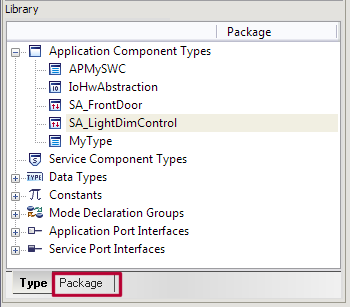 Library
Package
Application Component Types
APMySWC
IoHwAbstraction
SA_FrontDoor
SA_LightDimControl
MyType
Service Component Types
TYPE Data Types
π Constants
Mode Declaration Groups
Application Port Interfaces
Service Port Interfaces
Type Package